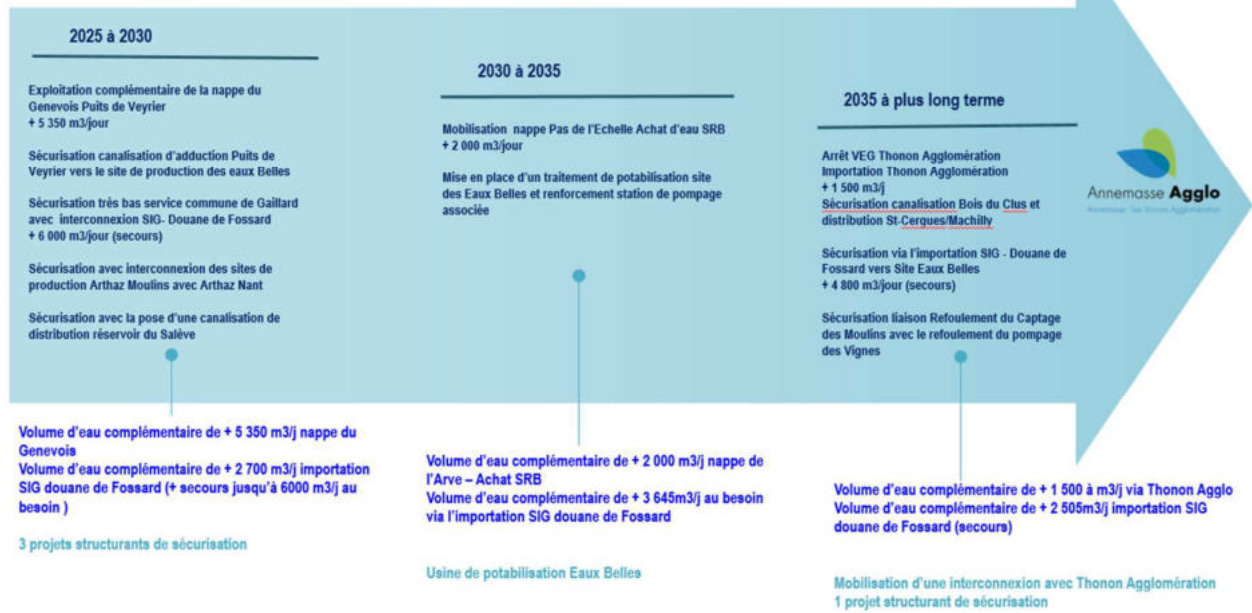 2025 à 2030
Exploitation complémentaire de la nappe du
Genevois Puits de Veyrier
+ 5 350 m3/jour
Sécurisation canalisation d'adduction Puits de
Veyrier vers le site de production des eaux Belles
Sécurisation très bas service commune de Gaillard
avec interconnexion SIG- Douane de Fossard
+ 6 000 m3/jour (secours)
Sécurisation avec interconnexion des sites de
production Arthaz Moulins avec Arthaz Nant
Sécurisation avec la pose d'une canalisation de
distribution réservoir du Salève
Volume d'eau complémentaire de + 5 350 m3/j nappe du
Genevois
Volume d'eau complémentaire de + 2 700 m3/j importation
SIG douane de Fossard (+ secours jusqu'à 6000 m3/j au
besoin )
3 projets structurants de sécurisation
2030 à 2035
Mobilisation nappe Pas de l'Echelle Achat d'eau SRB
+ 2 000 m3/jour
Mise en place d'un traitement de potabilisation site
des Eaux Belles et renforcement station de pompage
associée
Volume d'eau complémentaire de + 2 000 m3/j nappe de
l'Arve – Achat SRB
Volume d'eau complémentaire de + 3 645m3/j au besoin
via l'importation SIG douane de Fossard
Usine de potabilisation Eaux Belles
2035 à plus long terme
Arrêt VEG Thonon Agglomération
Importation Thonon Agglomération
+ 1 500 m3/j
Sécurisation canalisation Bois du Clus et
distribution St-Cergues/Machilly
Sécurisation via l'importation SIG - Douane de
Fossard vers Site Eaux Belles
+ 4 800 m3/jour (secours)
Sécurisation liaison Refoulement du Captage
des Moulins avec le refoulement du pompage
des Vignes
Volume d'eau complémentaire de + 1 500 à m3/j via Thonon Agglo
Volume d'eau complémentaire de + 2 505m3/j importation SIG
douane de Fossard (secours)
Mobilisation d'une interconnexion avec Thonon Agglomération
1 projet structurant de sécurisation
Annemasse Agglo
Annemasse - Les Voirons Agglomération